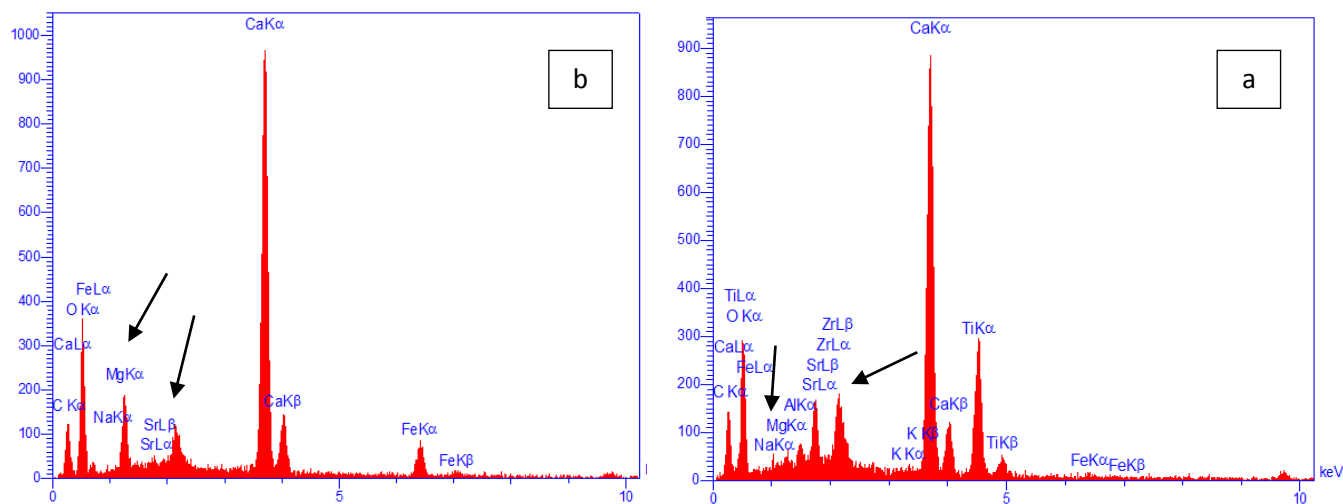 CaKα
b
1000
900
800
700
600
500
400
300
200
100
0
FeLα
O Kα
CaLα
MgKα
C Kα
NaKα
SrLβ
SrLα
CaKβ
FeKα
FeKβ
0
5
10
CaKα
a
900
800
700
600
500
400
300
200
100
0
TiLα
O Kα
CaLα
FeLα
C Kα
ZrLβ
ZrLα
SrLβ
SrLα
AlKα
MgKα
NaKα
K Kβ
K Kα
CaKβ
TiKα
TiKβ
FeKα
FeKβ
keV
0
5
10